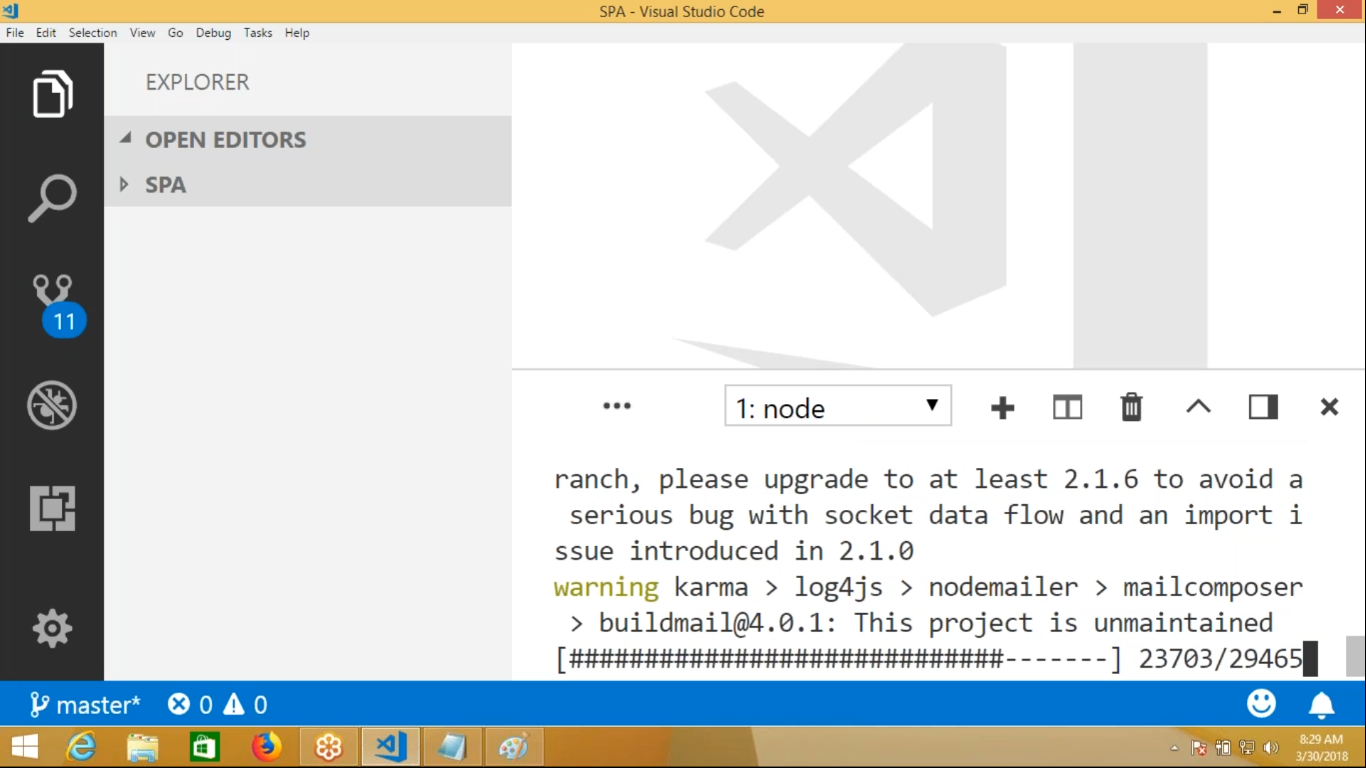 SPA - Visual Studio Code
File Edit Selection View Go Debug Tasks Help
EXPLORER
OPEN EDITORS
SPA
11
1: node
ranch, please upgrade to at least 2.1.6 to avoid a
serious bug with socket data flow and an import i
ssue introduced in 2.1.0
warning karma > log4js > nodemailer > mailcomposer
> buildmail@4.0.1: This project is unmaintained
[#############################-------] 23703/29465
master* 0 0
8:29 AM
3/30/2018